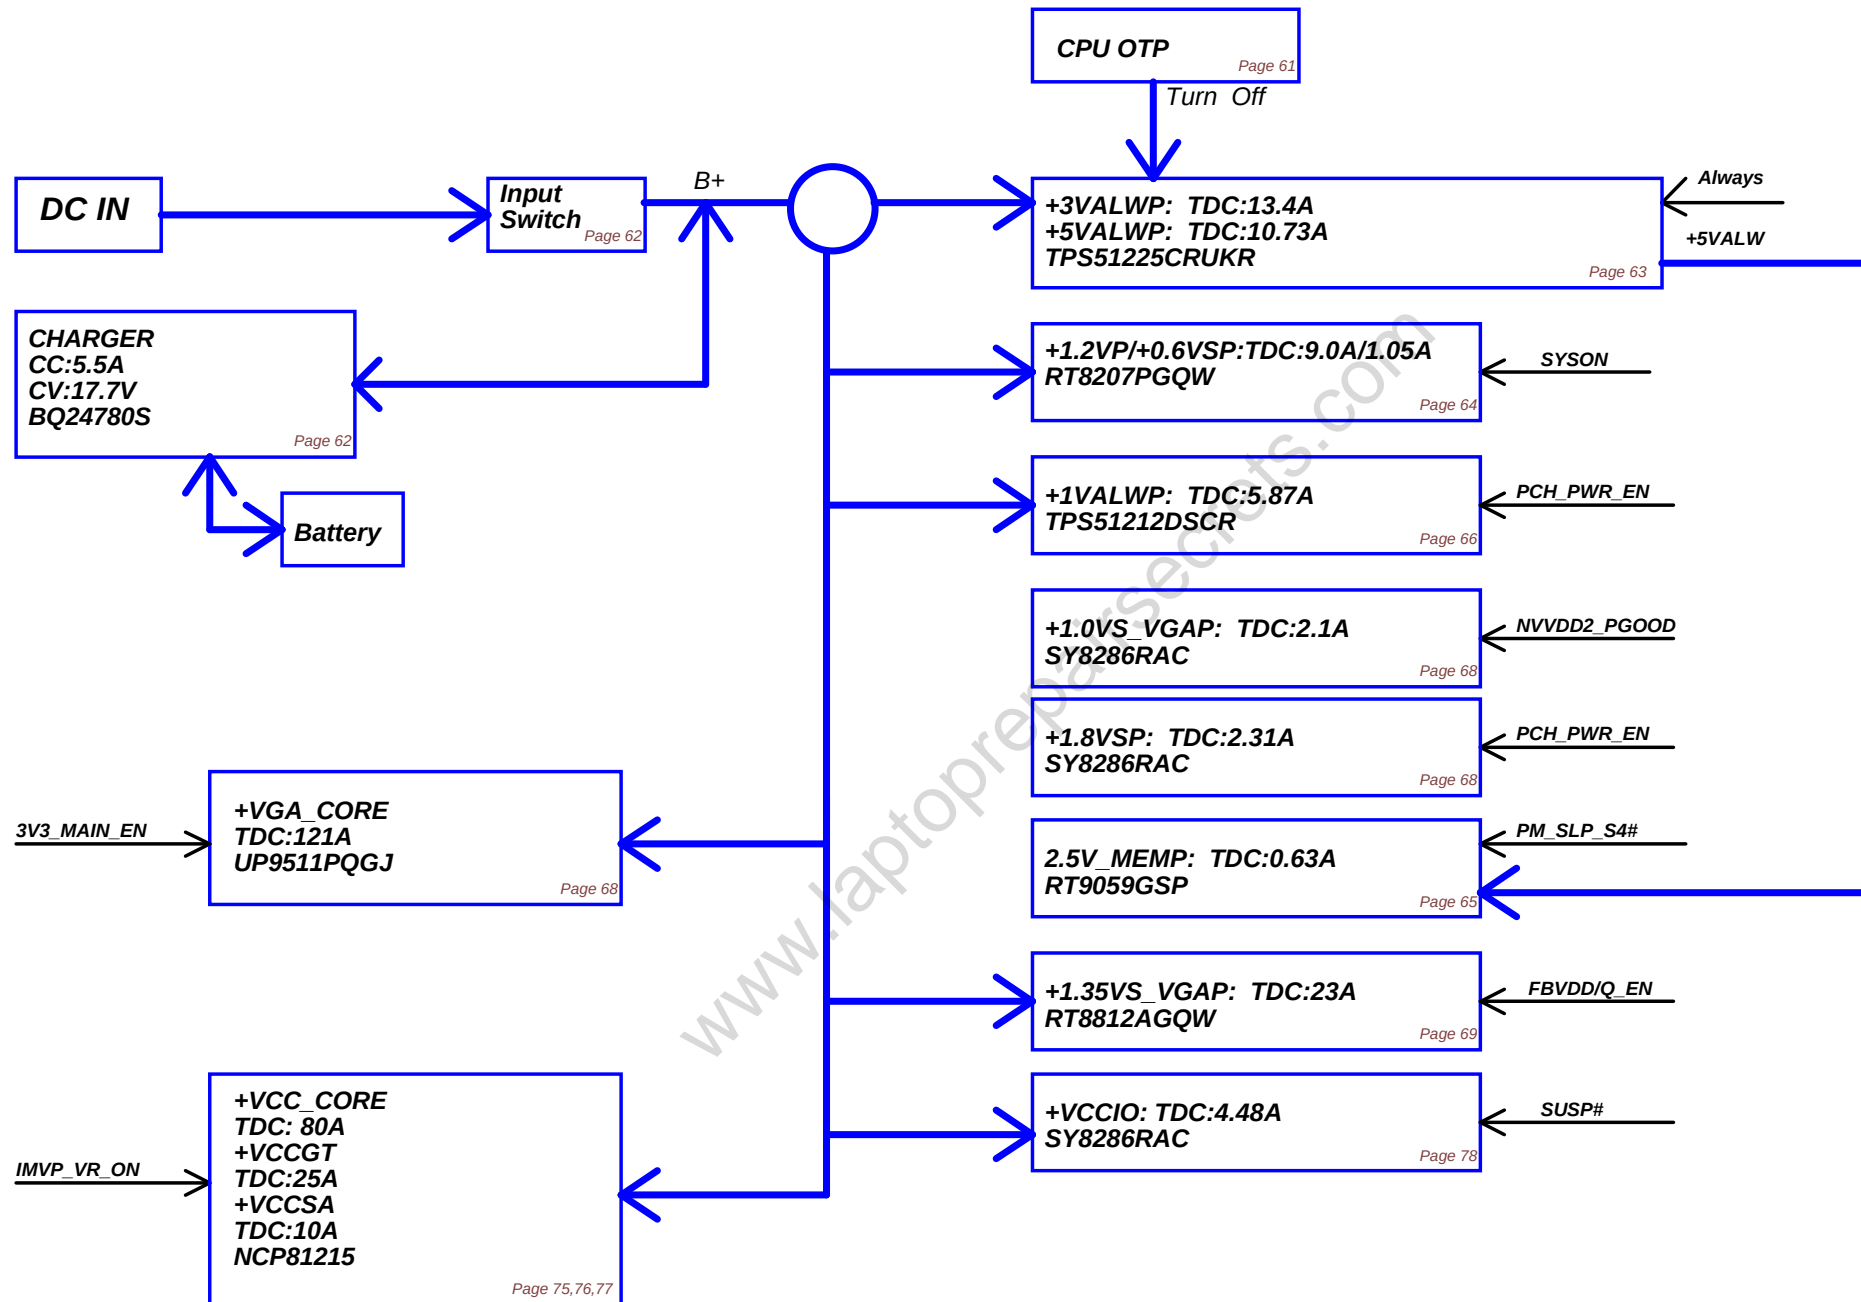 CPU OTP
Page 61
Turn Off
DC IN
Input
Switch
Page 62
B+
+3VALWP: TDC:13.4A
+5VALWP: TDC:10.73A
TPS51225CRUKR
Page 63
Always
+5VALW
CHARGER
CC:5.5A
CV:17.7V
BQ24780S
Page 62
Battery
+1.2VP/+0.6VSP:TDC:9.0A/1.05A
RT8207PGQW
Page 64
SYSON
+1VALWP: TDC:5.87A
TPS51212DSCR
Page 66
PCH_PWR_EN
+1.0VS_VGAP: TDC:2.1A
SY8286RAC
Page 68
NVVDD2_PGOOD
+1.8VSP: TDC:2.31A
SY8286RAC
Page 68
PCH_PWR_EN
3V3_MAIN_EN
+VGA_CORE
TDC:121A
UP9511PQGJ
Page 68
2.5V_MEMP: TDC:0.63A
RT9059GSP
Page 65
PM_SLP_S4#
+1.35VS_VGAP: TDC:23A
RT8812AGQW
Page 69
FBVDD/Q_EN
IMVP_VR_ON
+VCC_CORE
TDC: 80A
+VCCGT
TDC:25A
+VCCSA
TDC:10A
NCP81215
Page 75,76,77
+VCCIO: TDC:4.48A
SY8286RAC
Page 78
SUSP#
www.laptoprepairsecrets.com